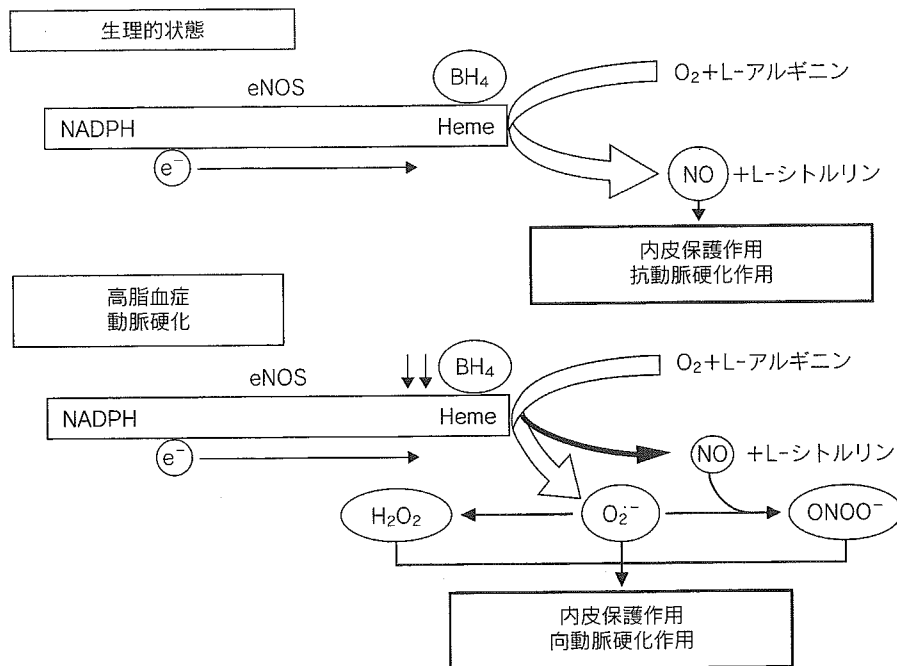 生理的状態
eNOS
BH₄
O₂+L-アルギニン
NADPH
Heme
e⁻
NO +L-シトルリン
内皮保護作用
抗動脈硬化作用
高脂血症
動脈硬化
eNOS
BH₄
O₂+L-アルギニン
NADPH
Heme
e⁻
NO +L-シトルリン
H₂O₂
O₂·⁻
ONOO⁻
内皮保護作用
向動脈硬化作用